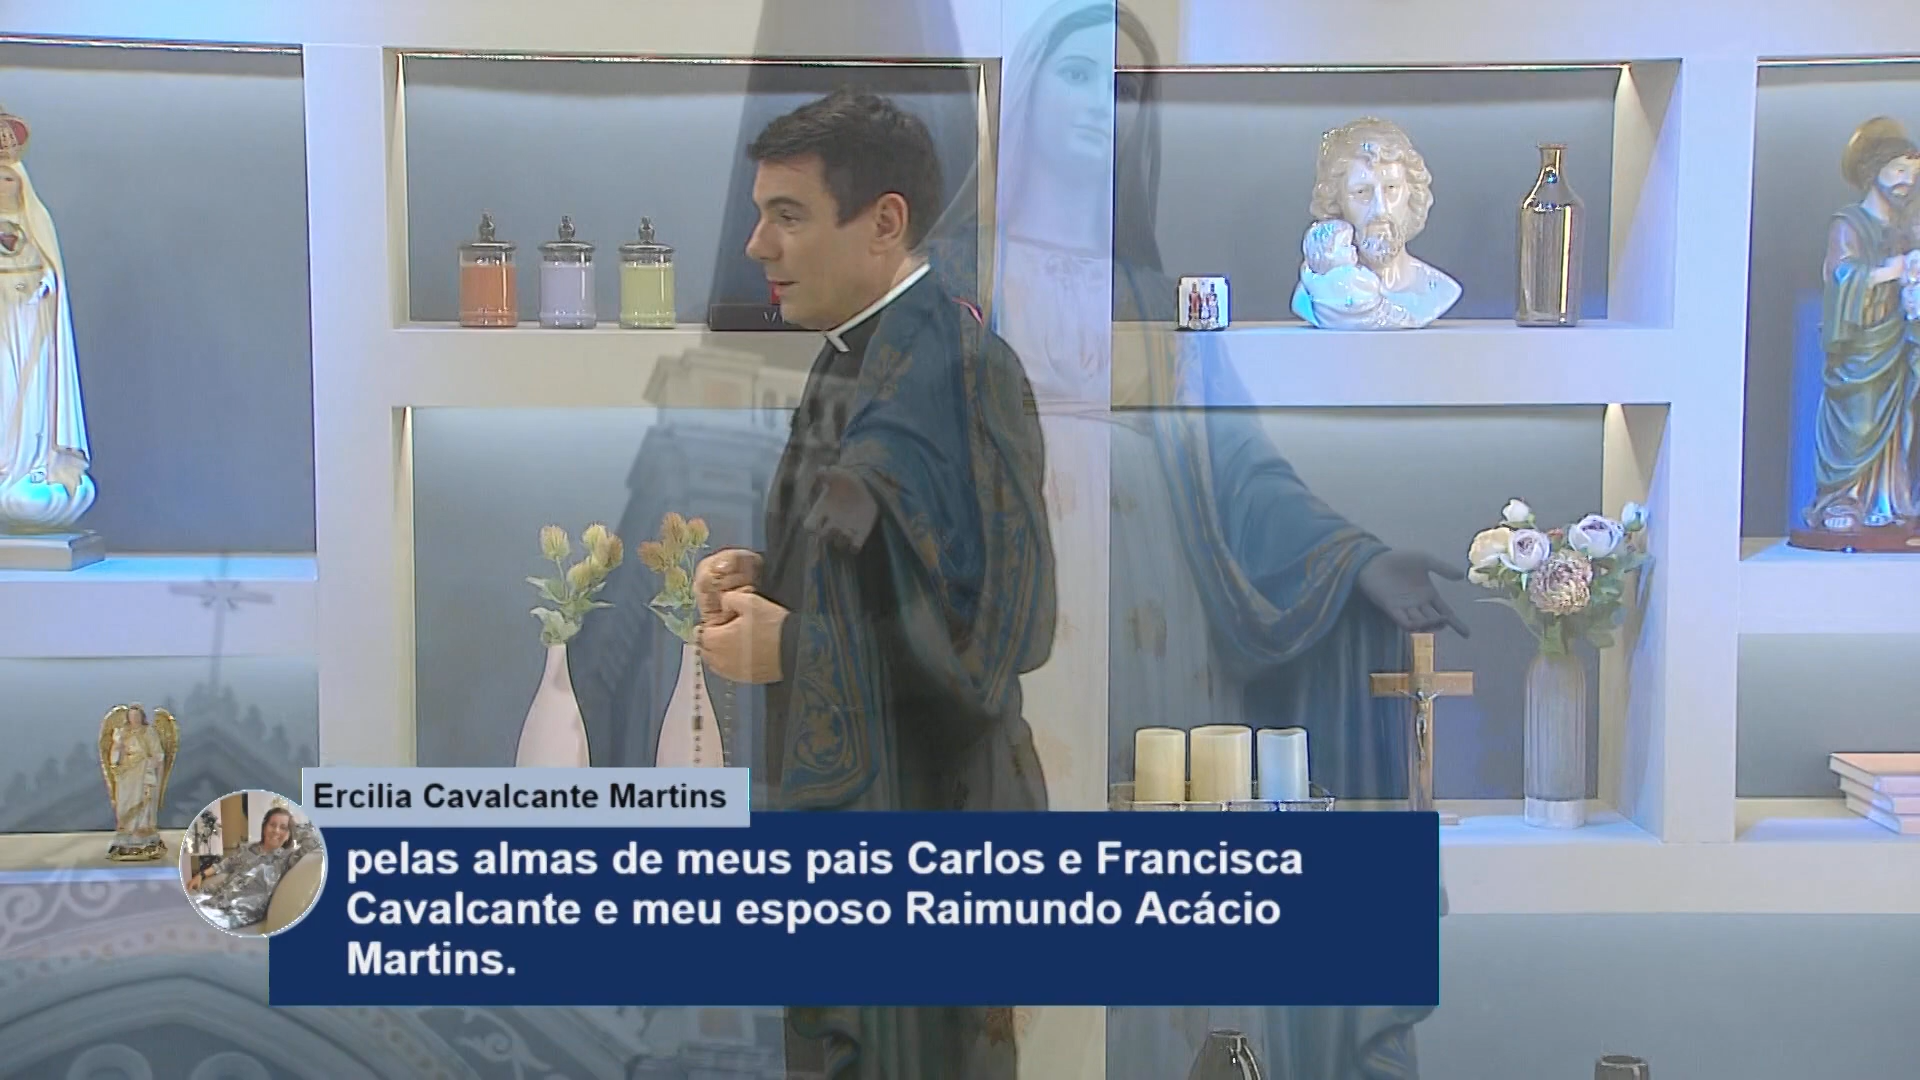 Ercilia Cavalcante Martins
pelas almas de meus pais Carlos e Francisca
Cavalcante e meu esposo Raimundo Acácio
Martins.